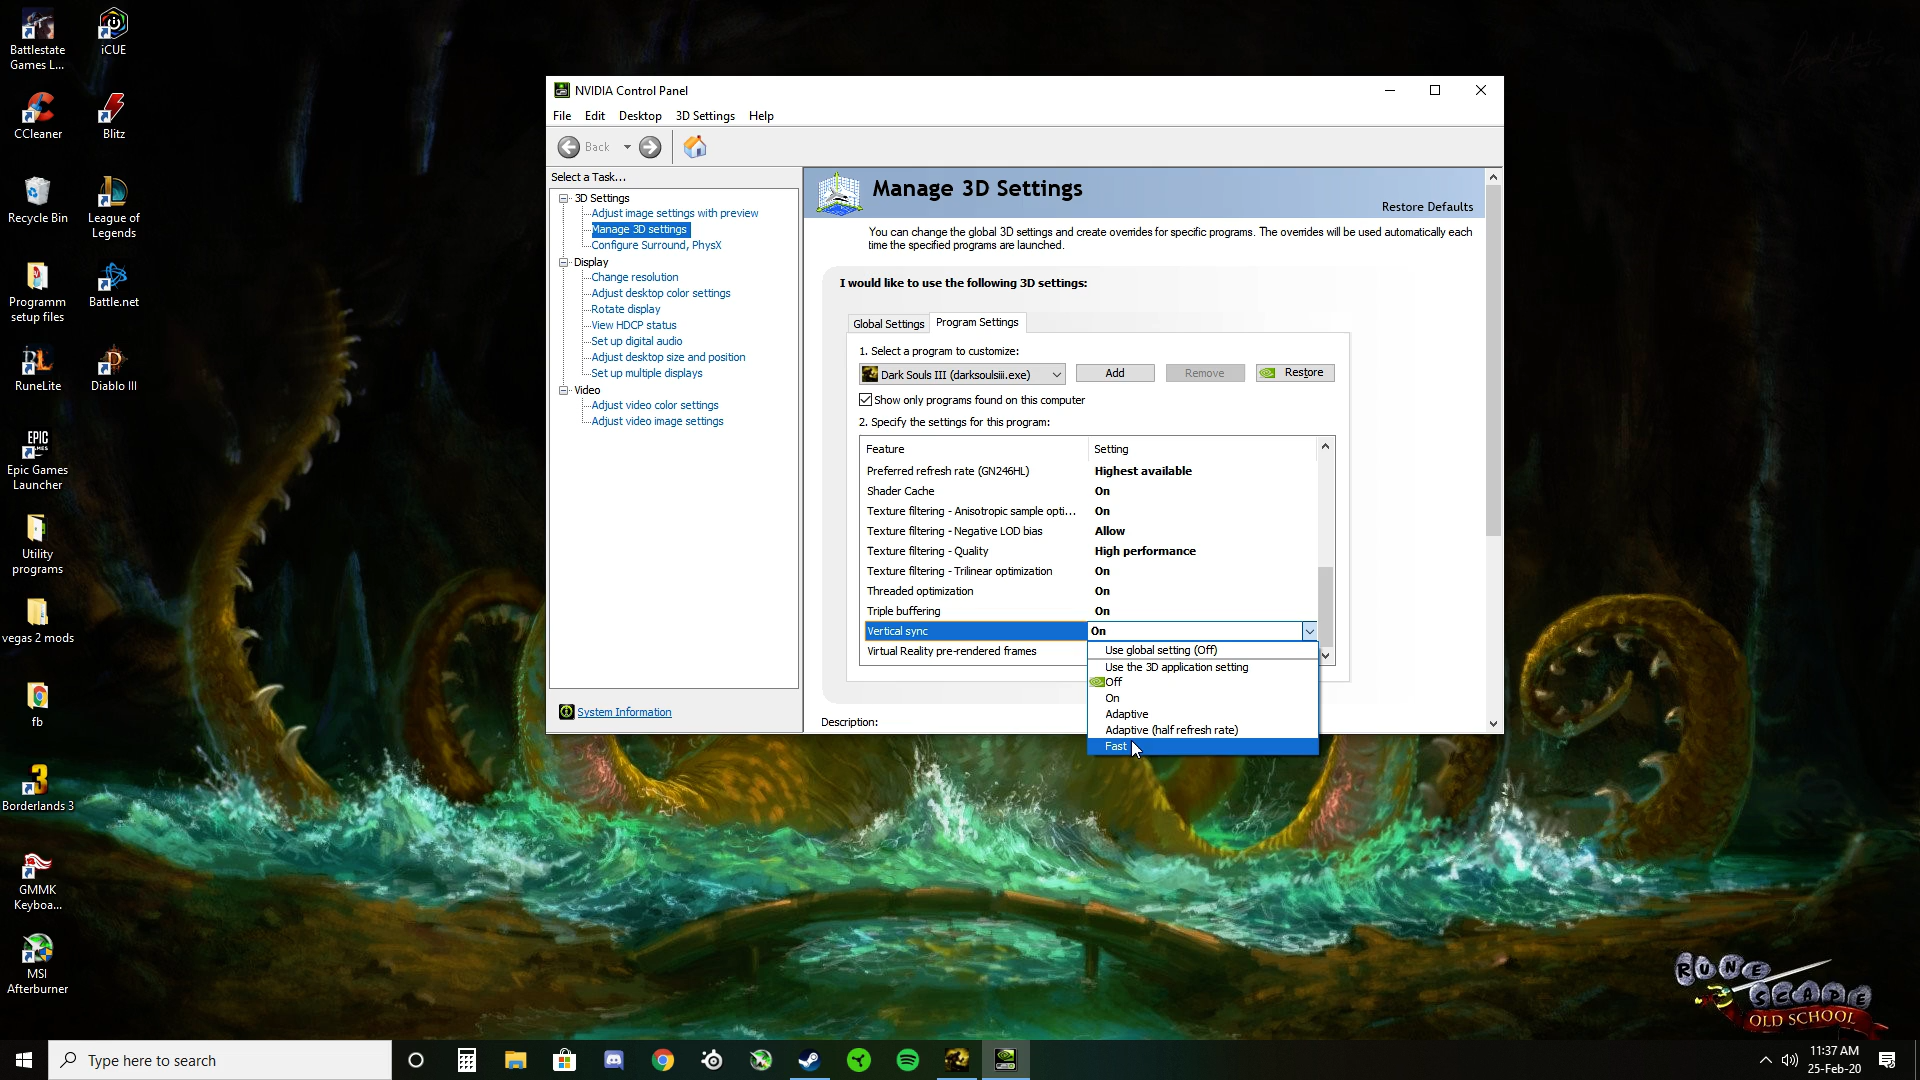 Battlestate
Games L...
iCUE
CCleaner
Blitz
Recycle Bin
League of
Legends
Programm
setup files
Battle.net
RuneLite
Diablo III
EPIC
GAMES
Epic Games
Launcher
Utility
programs
vegas 2 mods
fb
3
Borderlands 3
GMMK
Keyboa...
MSI
Afterburner
NVIDIA Control Panel
File Edit Desktop 3D Settings Help
Back
Select a Task...
3D Settings
Adjust image settings with preview
Manage 3D settings
Configure Surround, PhysX
Display
Change resolution
Adjust desktop color settings
Rotate display
View HDCP status
Set up digital audio
Adjust desktop size and position
Set up multiple displays
Video
Adjust video color settings
Adjust video image settings
System Information
Manage 3D Settings
Restore Defaults
You can change the global 3D settings and create overrides for specific programs. The overrides will be used automatically each
time the specified programs are launched.
I would like to use the following 3D settings:
Global Settings Program Settings
1. Select a program to customize:
Dark Souls III (darksoulsiii.exe) Add Remove Restore
Show only programs found on this computer
2. Specify the settings for this program:
Feature Setting
Preferred refresh rate (GN246HL) Highest available
Shader Cache On
Texture filtering - Anisotropic sample opti... On
Texture filtering - Negative LOD bias Allow
Texture filtering - Quality High performance
Texture filtering - Trilinear optimization On
Threaded optimization On
Triple buffering On
Vertical sync On
Virtual Reality pre-rendered frames
Use global setting (Off)
Use the 3D application setting
Off
On
Adaptive
Adaptive (half refresh rate)
Fast
Description:
RUNE
SCAPE
OLD SCHOOL
Type here to search
11:37 AM
25-Feb-20